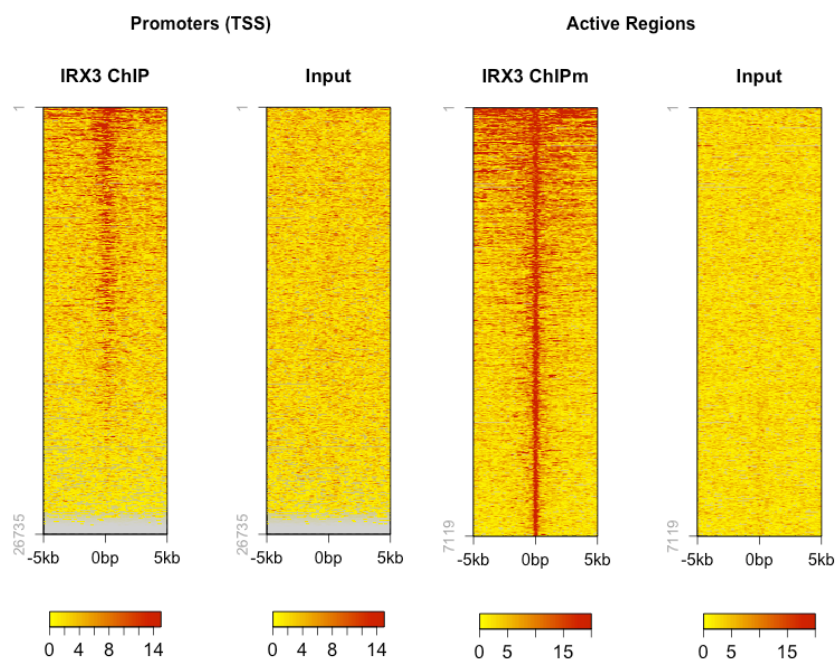 Promoters (TSS) Active Regions
IRX3 ChIP Input IRX3 ChIPm Input
1 1 1 1
26735 26735 7119 7119
-5kb 0bp 5kb -5kb 0bp 5kb -5kb 0bp 5kb -5kb 0bp 5kb
0 4 8 14 0 4 8 14 0 5 15 0 5 15